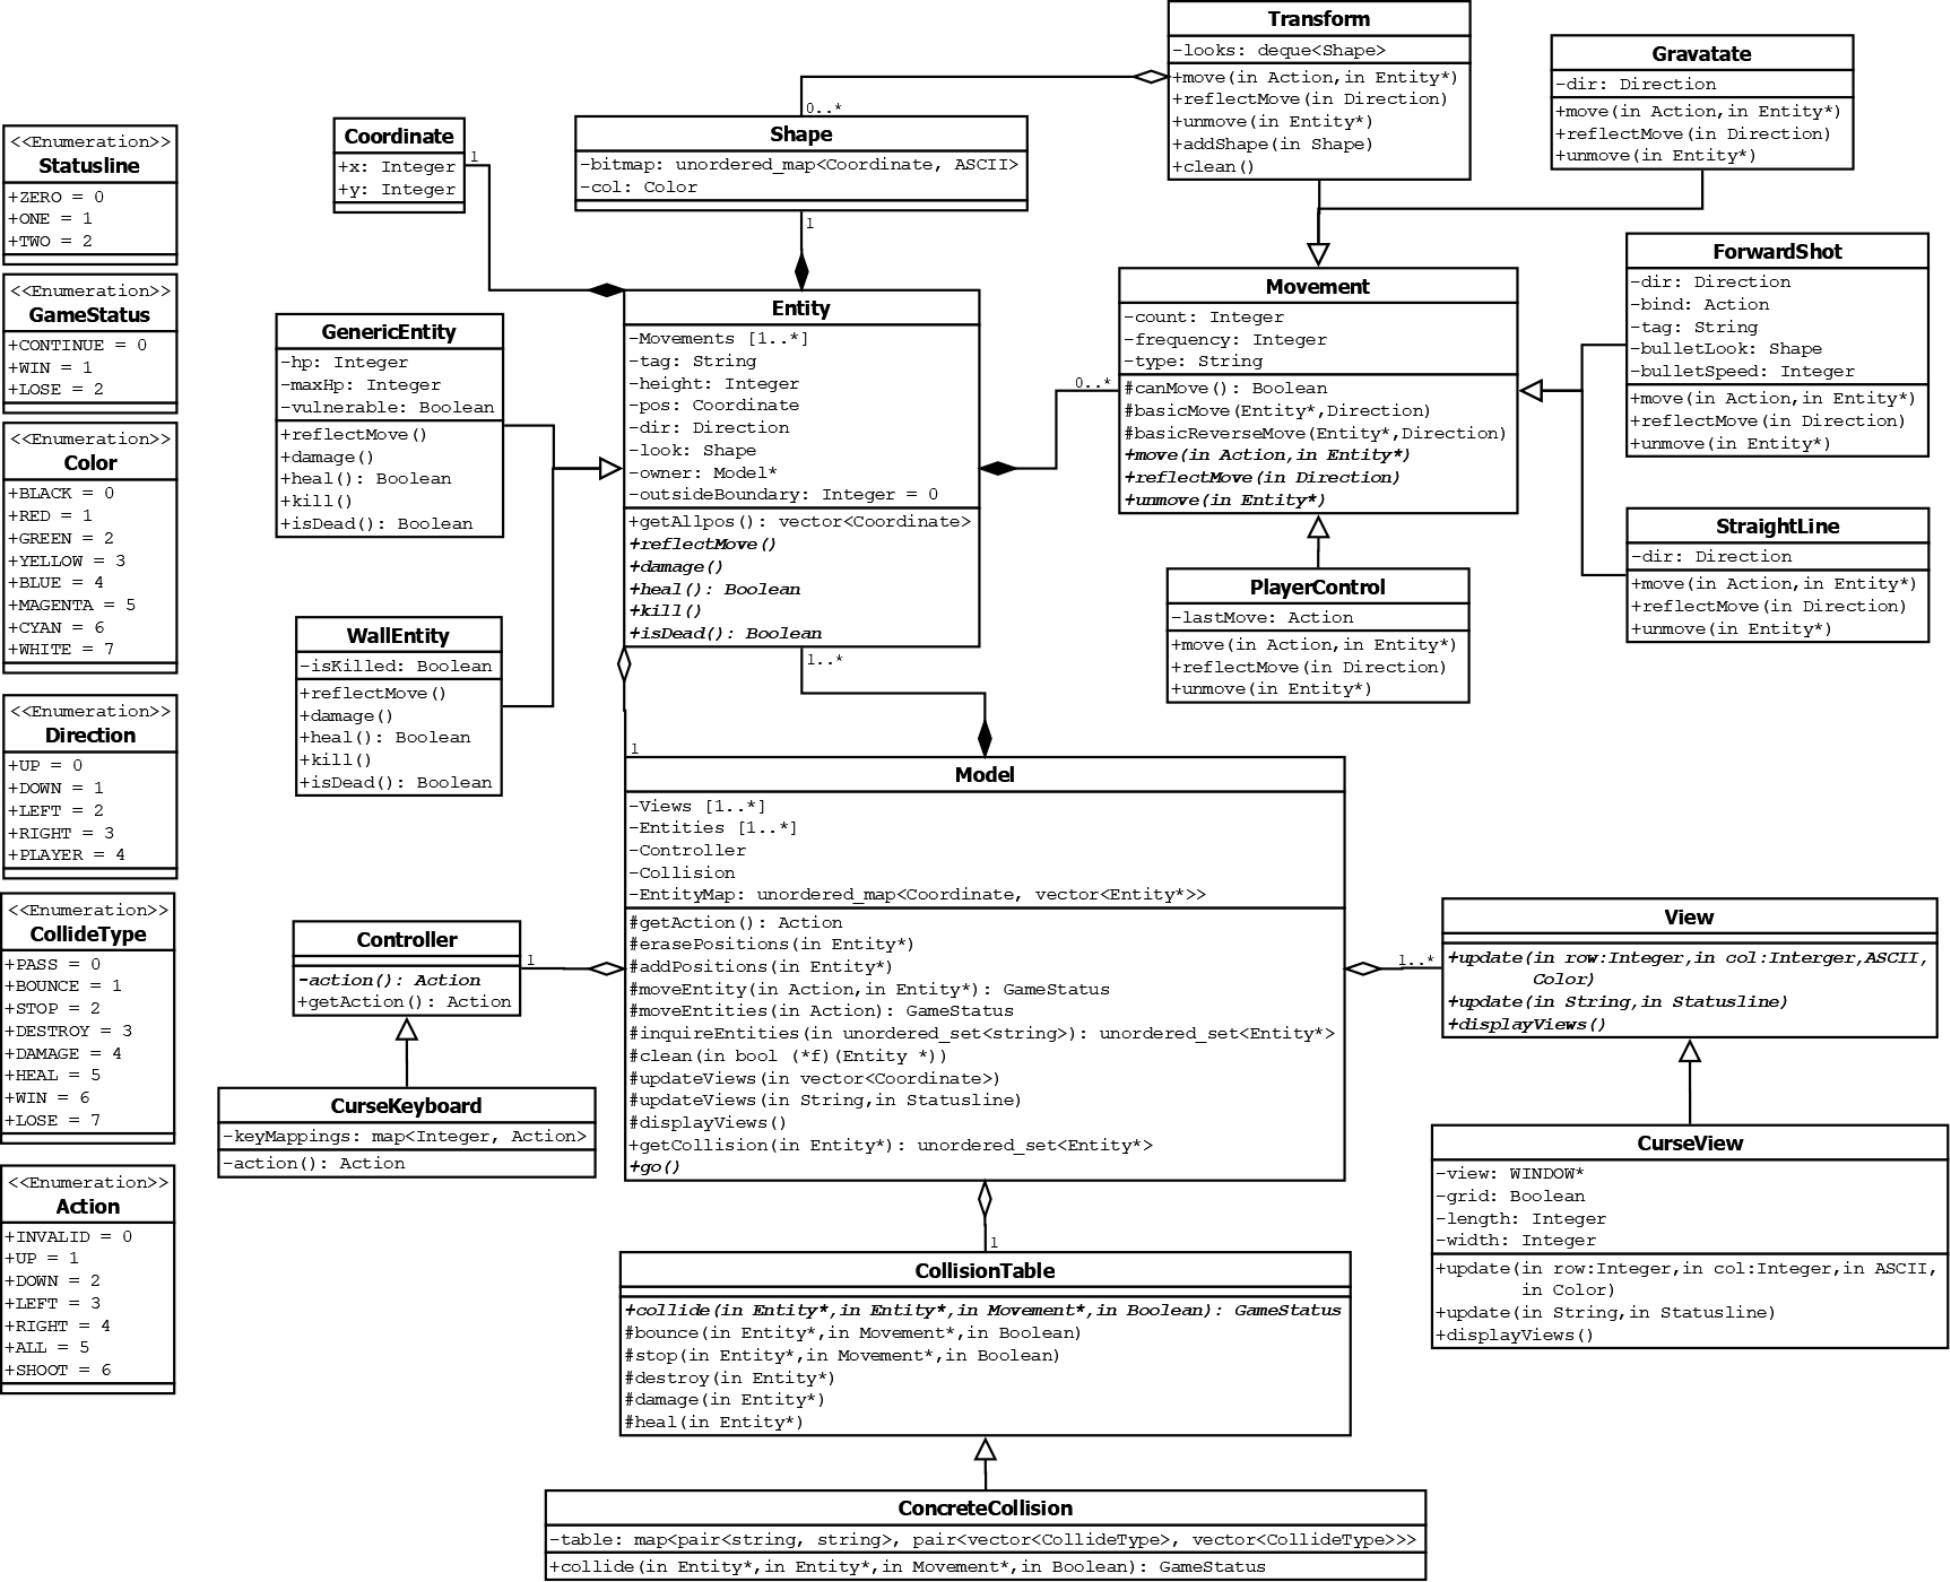 <<Enumeration>>
Statusline
+ZERO = 0
+ONE = 1
+TWO = 2
<<Enumeration>>
GameStatus
+CONTINUE = 0
+WIN = 1
+LOSE = 2
<<Enumeration>>
Color
+BLACK = 0
+RED = 1
+GREEN = 2
+YELLOW = 3
+BLUE = 4
+MAGENTA = 5
+CYAN = 6
+WHITE = 7
<<Enumeration>>
Direction
+UP = 0
+DOWN = 1
+LEFT = 2
+RIGHT = 3
+PLAYER = 4
<<Enumeration>>
CollideType
+PASS = 0
+BOUNCE = 1
+STOP = 2
+DESTROY = 3
+DAMAGE = 4
+HEAL = 5
+WIN = 6
+LOSE = 7
<<Enumeration>>
Action
+INVALID = 0
+UP = 1
+DOWN = 2
+LEFT = 3
+RIGHT = 4
+ALL = 5
+SHOOT = 6
Coordinate
+x: Integer
+y: Integer
1
Shape
-bitmap: unordered_map<Coordinate, ASCII>
-col: Color
0..*
1
Transform
-looks: deque<Shape>
+move(in Action,in Entity*)
+reflectMove(in Direction)
+unmove(in Entity*)
+addShape(in Shape)
+clean()
Gravatate
-dir: Direction
+move(in Action,in Entity*)
+reflectMove(in Direction)
+unmove(in Entity*)
GenericEntity
-hp: Integer
-maxHp: Integer
-vulnerable: Boolean
+reflectMove()
+damage()
+heal(): Boolean
+kill()
+isDead(): Boolean
WallEntity
-isKilled: Boolean
+reflectMove()
+damage()
+heal(): Boolean
+kill()
+isDead(): Boolean
Entity
-Movements [1..*]
-tag: String
-height: Integer
-pos: Coordinate
-dir: Direction
-look: Shape
-owner: Model*
-outsideBoundary: Integer = 0
+getAllpos(): vector<Coordinate>
+reflectMove()
+damage()
+heal(): Boolean
+kill()
+isDead(): Boolean
1..*
1
0..*
Movement
-count: Integer
-frequency: Integer
-type: String
#canMove(): Boolean
#basicMove(Entity*,Direction)
#basicReverseMove(Entity*,Direction)
+move(in Action,in Entity*)
+reflectMove(in Direction)
+unmove(in Entity*)
ForwardShot
-dir: Direction
-bind: Action
-tag: String
-bulletLook: Shape
-bulletSpeed: Integer
+move(in Action,in Entity*)
+reflectMove(in Direction)
+unmove(in Entity*)
StraightLine
-dir: Direction
+move(in Action,in Entity*)
+reflectMove(in Direction)
+unmove(in Entity*)
PlayerControl
-lastMove: Action
+move(in Action,in Entity*)
+reflectMove(in Direction)
+unmove(in Entity*)
Model
-Views [1..*]
-Entities [1..*]
-Controller
-Collision
-EntityMap: unordered_map<Coordinate, vector<Entity*>>
#getAction(): Action
#erasePositions(in Entity*)
#addPositions(in Entity*)
#moveEntity(in Action,in Entity*): GameStatus
#moveEntities(in Action): GameStatus
#inquireEntities(in unordered_set<string>): unordered_set<Entity*>
#clean(in bool (*f)(Entity *))
#updateViews(in vector<Coordinate>)
#updateViews(in String,in Statusline)
#displayViews()
+getCollision(in Entity*): unordered_set<Entity*>
+go()
Controller
-action(): Action
+getAction(): Action
1
CurseKeyboard
-keyMappings: map<Integer, Action>
-action(): Action
1..*
View
+update(in row:Integer,in col:Interger,ASCII,
Color)
+update(in String,in Statusline)
+displayViews()
CurseView
-view: WINDOW*
-grid: Boolean
-length: Integer
-width: Integer
+update(in row:Integer,in col:Integer,in ASCII,
in Color)
+update(in String,in Statusline)
+displayViews()
1
CollisionTable
+collide(in Entity*,in Entity*,in Movement*,in Boolean): GameStatus
#bounce(in Entity*,in Movement*,in Boolean)
#stop(in Entity*,in Movement*,in Boolean)
#destroy(in Entity*)
#damage(in Entity*)
#heal(in Entity*)
ConcreteCollision
-table: map<pair<string, string>, pair<vector<CollideType>, vector<CollideType>>>
+collide(in Entity*,in Entity*,in Movement*,in Boolean): GameStatus